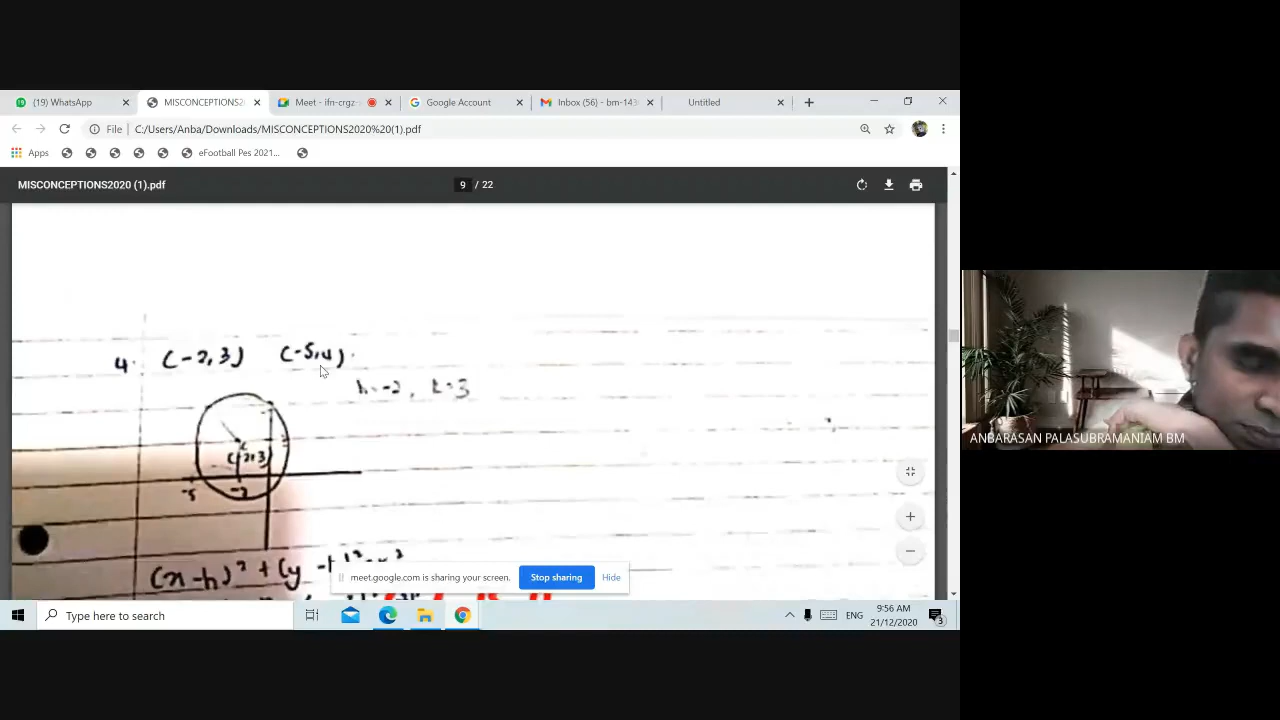 (19) WhatsApp
MISCONCEPTIONS20
Meet - ifn-crgz-
Google Account
Inbox (56) - bm-143
Untitled
File
C:/Users/Anba/Downloads/MISCONCEPTIONS2020%20(1).pdf
Apps
eFootball Pes 2021...
MISCONCEPTIONS2020 (1).pdf
9 / 22
4. (-2,3) (-5,4).
h=-2, k=3
-5 -2
(x-h)² + (y
meet.google.com is sharing your screen.
Stop sharing
Hide
ANBARASAN PALASUBRAMANIAM BM
Type here to search
ENG
9:56 AM
21/12/2020
3